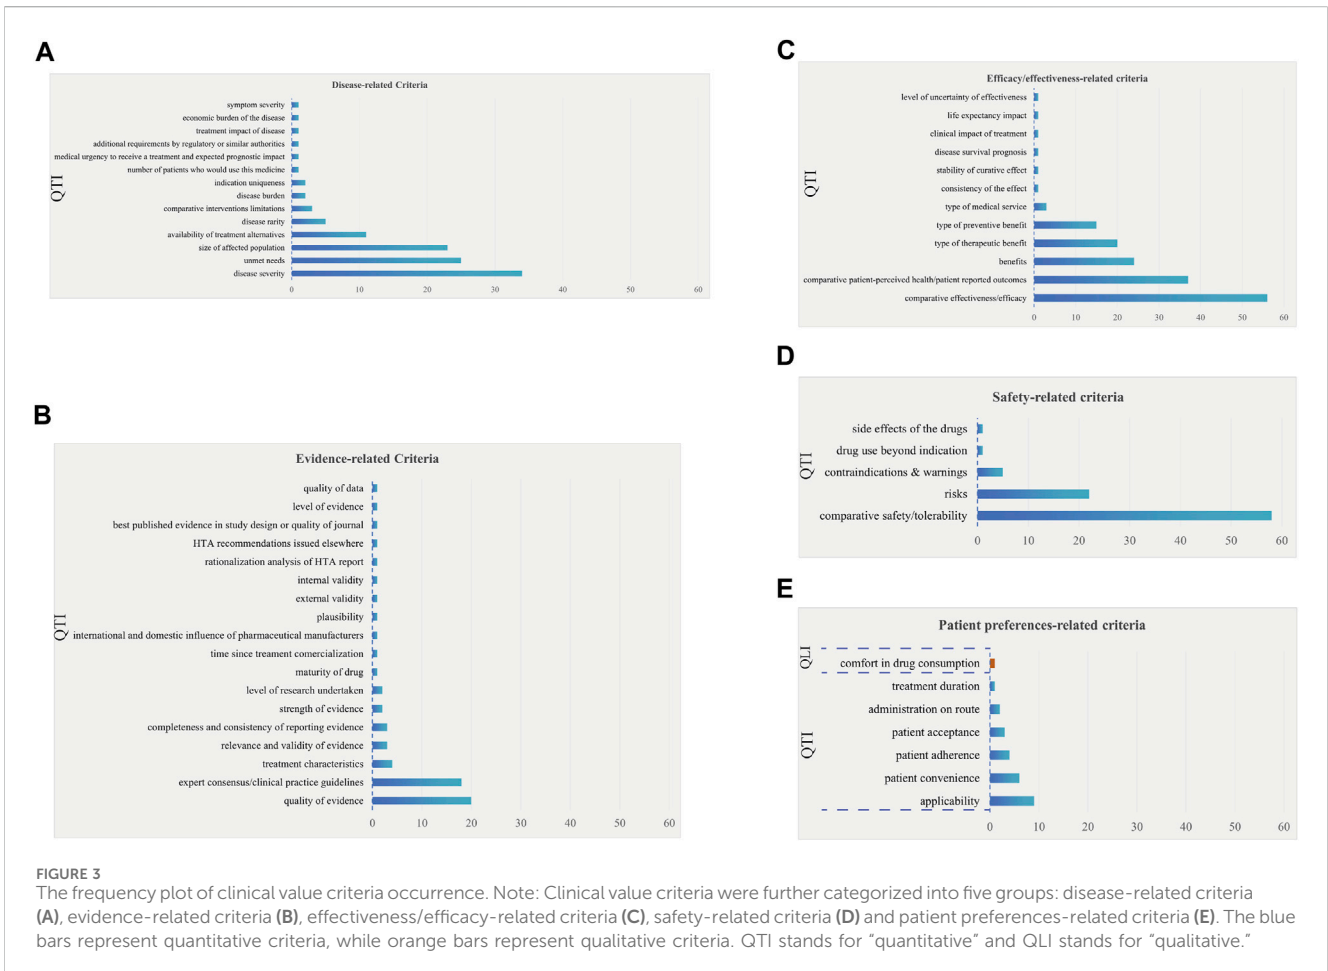 A
Disease-related Criteria
symptom severity
economic burden of the disease
treatment impact of disease
additional requirements by regulatory or similar authorities
medical urgency to receive a treatment and expected prognostic impact
number of patients who would use this medicine
indication uniqueness
disease burden
comparative interventions limitations
disease rarity
availability of treatment alternatives
size of affected population
unmet needs
disease severity
QTI
0 10 20 30 40 50 60
B
Evidence-related Criteria
quality of data
level of evidence
best published evidence in study design or quality of journal
HTA recommendations issued elsewhere
rationalization analysis of HTA report
internal validity
external validity
plausibility
international and domestic influence of pharmaceutical manufacturers
time since treament comercialization
maturity of drug
level of research undertaken
strength of evidence
completeness and consistency of reporting evidence
relevance and validity of evidence
treatment characteristics
expert consensus/clinical practice guidelines
quality of evidence
QTI
0 10 20 30 40 50 60
C
Efficacy/effectiveness-related criteria
level of uncertainty of effectiveness
life expectancy impact
clinical impact of treatment
disease survival prognosis
stability of curative effect
consistency of the effect
type of medical service
type of preventive benefit
type of therapeutic benefit
benefits
comparative patient-perceived health/patient reported outcomes
comparative effectiveness/efficacy
QTI
0 10 20 30 40 50 60
D
Safety-related criteria
side effects of the drugs
drug use beyond indication
contraindications & warnings
risks
comparative safety/tolerability
QTI
0 10 20 30 40 50 60
E
Patient preferences-related criteria
QLI
comfort in drug consumption
treatment duration
administration on route
patient acceptance
patient adherence
patient convenience
applicability
QTI
0 10 20 30 40 50 60
FIGURE 3
The frequency plot of clinical value criteria occurrence. Note: Clinical value criteria were further categorized into five groups: disease-related criteria
(A), evidence-related criteria (B), effectiveness/efficacy-related criteria (C), safety-related criteria (D) and patient preferences-related criteria (E). The blue
bars represent quantitative criteria, while orange bars represent qualitative criteria. QTI stands for “quantitative” and QLI stands for “qualitative.”